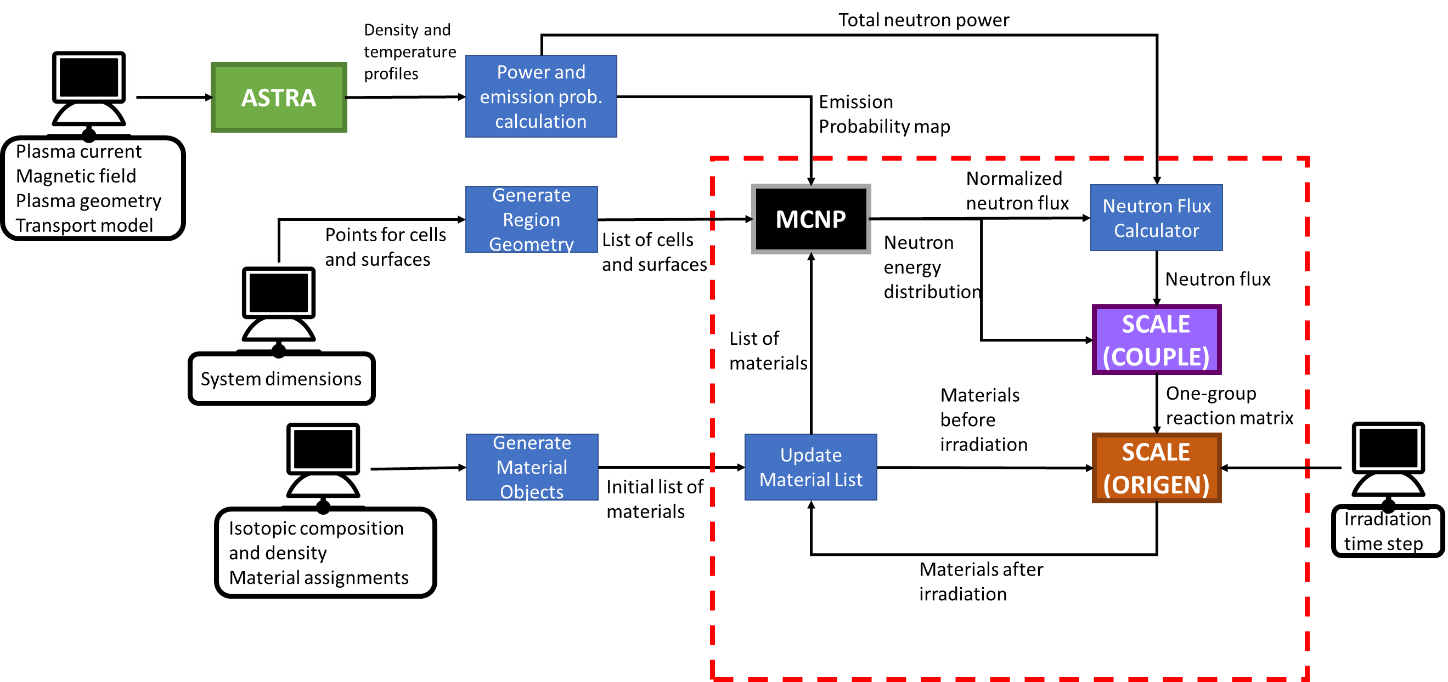 Total neutron power
Density and
temperature
profiles
ASTRA
Power and
emission prob.
calculation
Emission
Probability map
Plasma current
Magnetic field
Plasma geometry
Transport model
Generate
Region
Geometry
Points for cells
and surfaces
List of cells
and surfaces
MCNP
Normalized
neutron flux
Neutron Flux
Calculator
Neutron
energy
distribution
Neutron flux
SCALE
(COUPLE)
System dimensions
List of
materials
One-group
reaction matrix
Materials
before
irradiation
Generate
Material
Objects
Initial list of
materials
Update
Material List
SCALE
(ORIGEN)
Isotopic composition
and density
Material assignments
Irradiation
time step
Materials after
irradiation